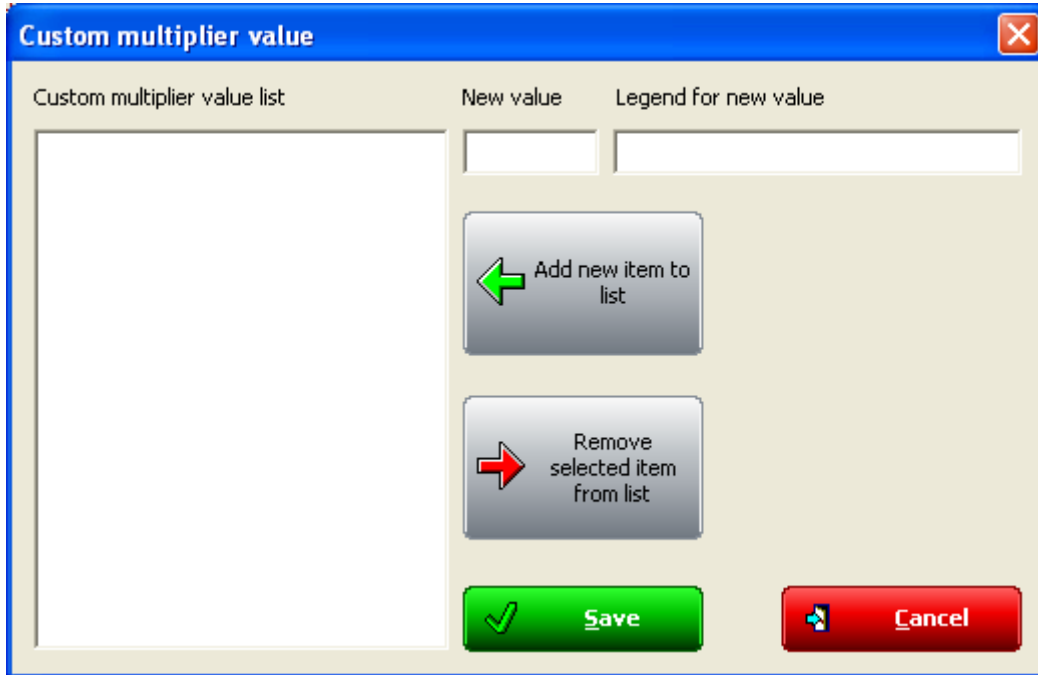 Custom multiplier value
Custom multiplier value list
New value
Legend for new value
Add new item to
list
Remove
selected item
from list
Save
Cancel